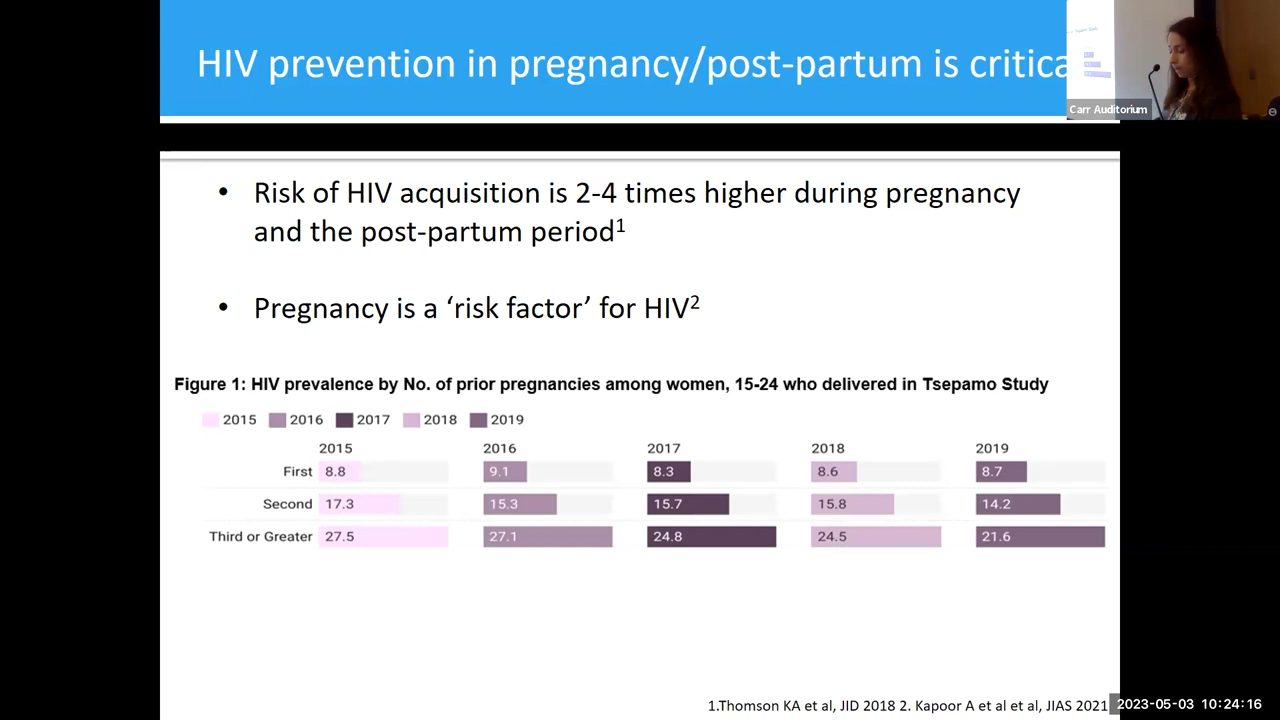 HIV prevention in pregnancy/post-partum is critica
Carr Auditorium
• Risk of HIV acquisition is 2-4 times higher during pregnancy
and the post-partum period1
• Pregnancy is a ‘risk factor’ for HIV2
Figure 1: HIV prevalence by No. of prior pregnancies among women, 15-24 who delivered in Tsepamo Study
2015 2016 2017 2018 2019
2015 2016 2017 2018 2019
First 8.8 9.1 8.3 8.6 8.7
Second 17.3 15.3 15.7 15.8 14.2
Third or Greater 27.5 27.1 24.8 24.5 21.6
1.Thomson KA et al, JID 2018 2. Kapoor A et al et al, JIAS 2021
2023-05-03 10:24:16